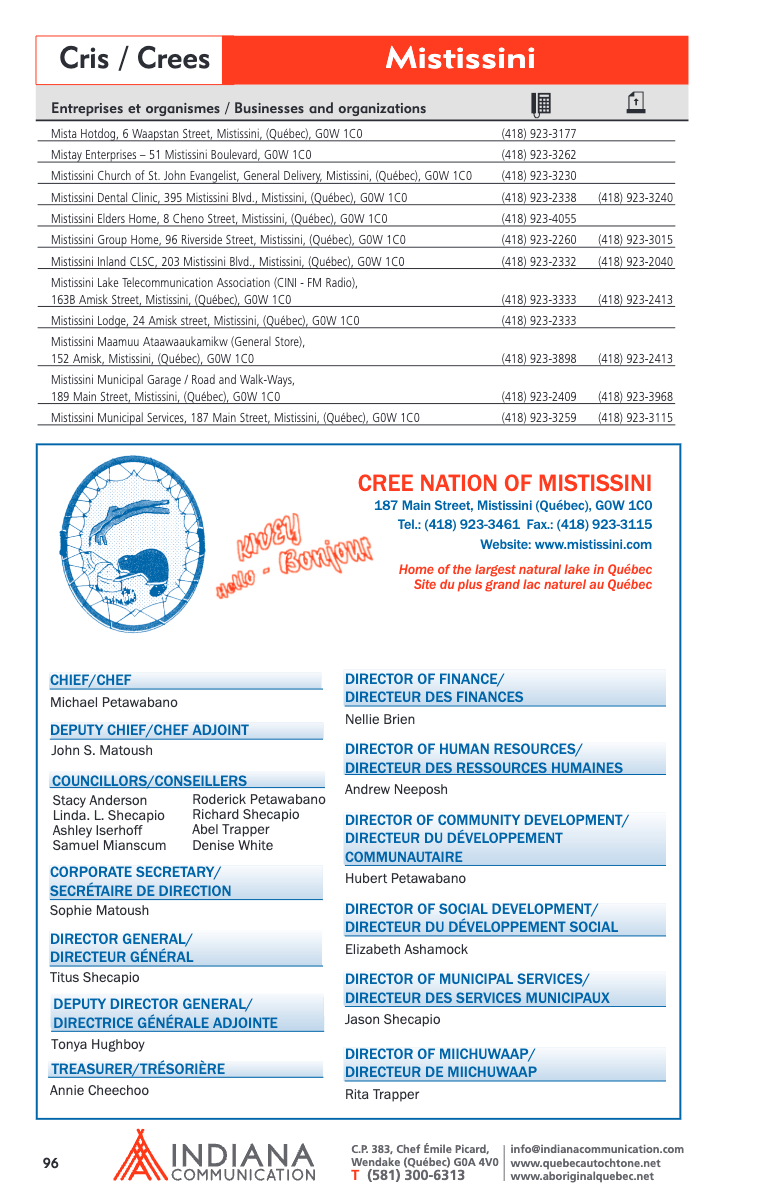 Cris / Crees
Mistissini
Entreprises et organismes / Businesses and organizations
Mista Hotdog, 6 Waapstan Street, Mistissini, (Québec), G0W 1C0 (418) 923-3177
Mistay Enterprises – 51 Mistissini Boulevard, G0W 1C0 (418) 923-3262
Mistissini Church of St. John Evangelist, General Delivery, Mistissini, (Québec), G0W 1C0 (418) 923-3230
Mistissini Dental Clinic, 395 Mistissini Blvd., Mistissini, (Québec), G0W 1C0 (418) 923-2338 (418) 923-3240
Mistissini Elders Home, 8 Cheno Street, Mistissini, (Québec), G0W 1C0 (418) 923-4055
Mistissini Group Home, 96 Riverside Street, Mistissini, (Québec), G0W 1C0 (418) 923-2260 (418) 923-3015
Mistissini Inland CLSC, 203 Mistissini Blvd., Mistissini, (Québec), G0W 1C0 (418) 923-2332 (418) 923-2040
Mistissini Lake Telecommunication Association (CINI - FM Radio),
163B Amisk Street, Mistissini, (Québec), G0W 1C0 (418) 923-3333 (418) 923-2413
Mistissini Lodge, 24 Amisk street, Mistissini, (Québec), G0W 1C0 (418) 923-2333
Mistissini Maamuu Ataawaaukamikw (General Store),
152 Amisk, Mistissini, (Québec), G0W 1C0 (418) 923-3898 (418) 923-2413
Mistissini Municipal Garage / Road and Walk-Ways,
189 Main Street, Mistissini, (Québec), G0W 1C0 (418) 923-2409 (418) 923-3968
Mistissini Municipal Services, 187 Main Street, Mistissini, (Québec), G0W 1C0 (418) 923-3259 (418) 923-3115
CREE NATION OF MISTISSINI
187 Main Street, Mistissini (Québec), G0W 1C0
Tel.: (418) 923-3461 Fax.: (418) 923-3115
Website: www.mistissini.com
Home of the largest natural lake in Québec
Site du plus grand lac naturel au Québec
KWEY
Hello - Bonjour
CHIEF/CHEF
Michael Petawabano
DEPUTY CHIEF/CHEF ADJOINT
John S. Matoush
COUNCILLORS/CONSEILLERS
Stacy Anderson
Linda. L. Shecapio
Ashley Iserhoff
Samuel Mianscum
Roderick Petawabano
Richard Shecapio
Abel Trapper
Denise White
CORPORATE SECRETARY/
SECRÉTAIRE DE DIRECTION
Sophie Matoush
DIRECTOR GENERAL/
DIRECTEUR GÉNÉRAL
Titus Shecapio
DEPUTY DIRECTOR GENERAL/
DIRECTRICE GÉNÉRALE ADJOINTE
Tonya Hughboy
TREASURER/TRÉSORIÈRE
Annie Cheechoo
DIRECTOR OF FINANCE/
DIRECTEUR DES FINANCES
Nellie Brien
DIRECTOR OF HUMAN RESOURCES/
DIRECTEUR DES RESSOURCES HUMAINES
Andrew Neeposh
DIRECTOR OF COMMUNITY DEVELOPMENT/
DIRECTEUR DU DÉVELOPPEMENT
COMMUNAUTAIRE
Hubert Petawabano
DIRECTOR OF SOCIAL DEVELOPMENT/
DIRECTEUR DU DÉVELOPPEMENT SOCIAL
Elizabeth Ashamock
DIRECTOR OF MUNICIPAL SERVICES/
DIRECTEUR DES SERVICES MUNICIPAUX
Jason Shecapio
DIRECTOR OF MIICHUWAAP/
DIRECTEUR DE MIICHUWAAP
Rita Trapper
96
INDIANA
COMMUNICATION
C.P. 383, Chef Émile Picard,
Wendake (Québec) G0A 4V0
T (581) 300-6313
info@indianacommunication.com
www.quebecautochtone.net
www.aboriginalquebec.net